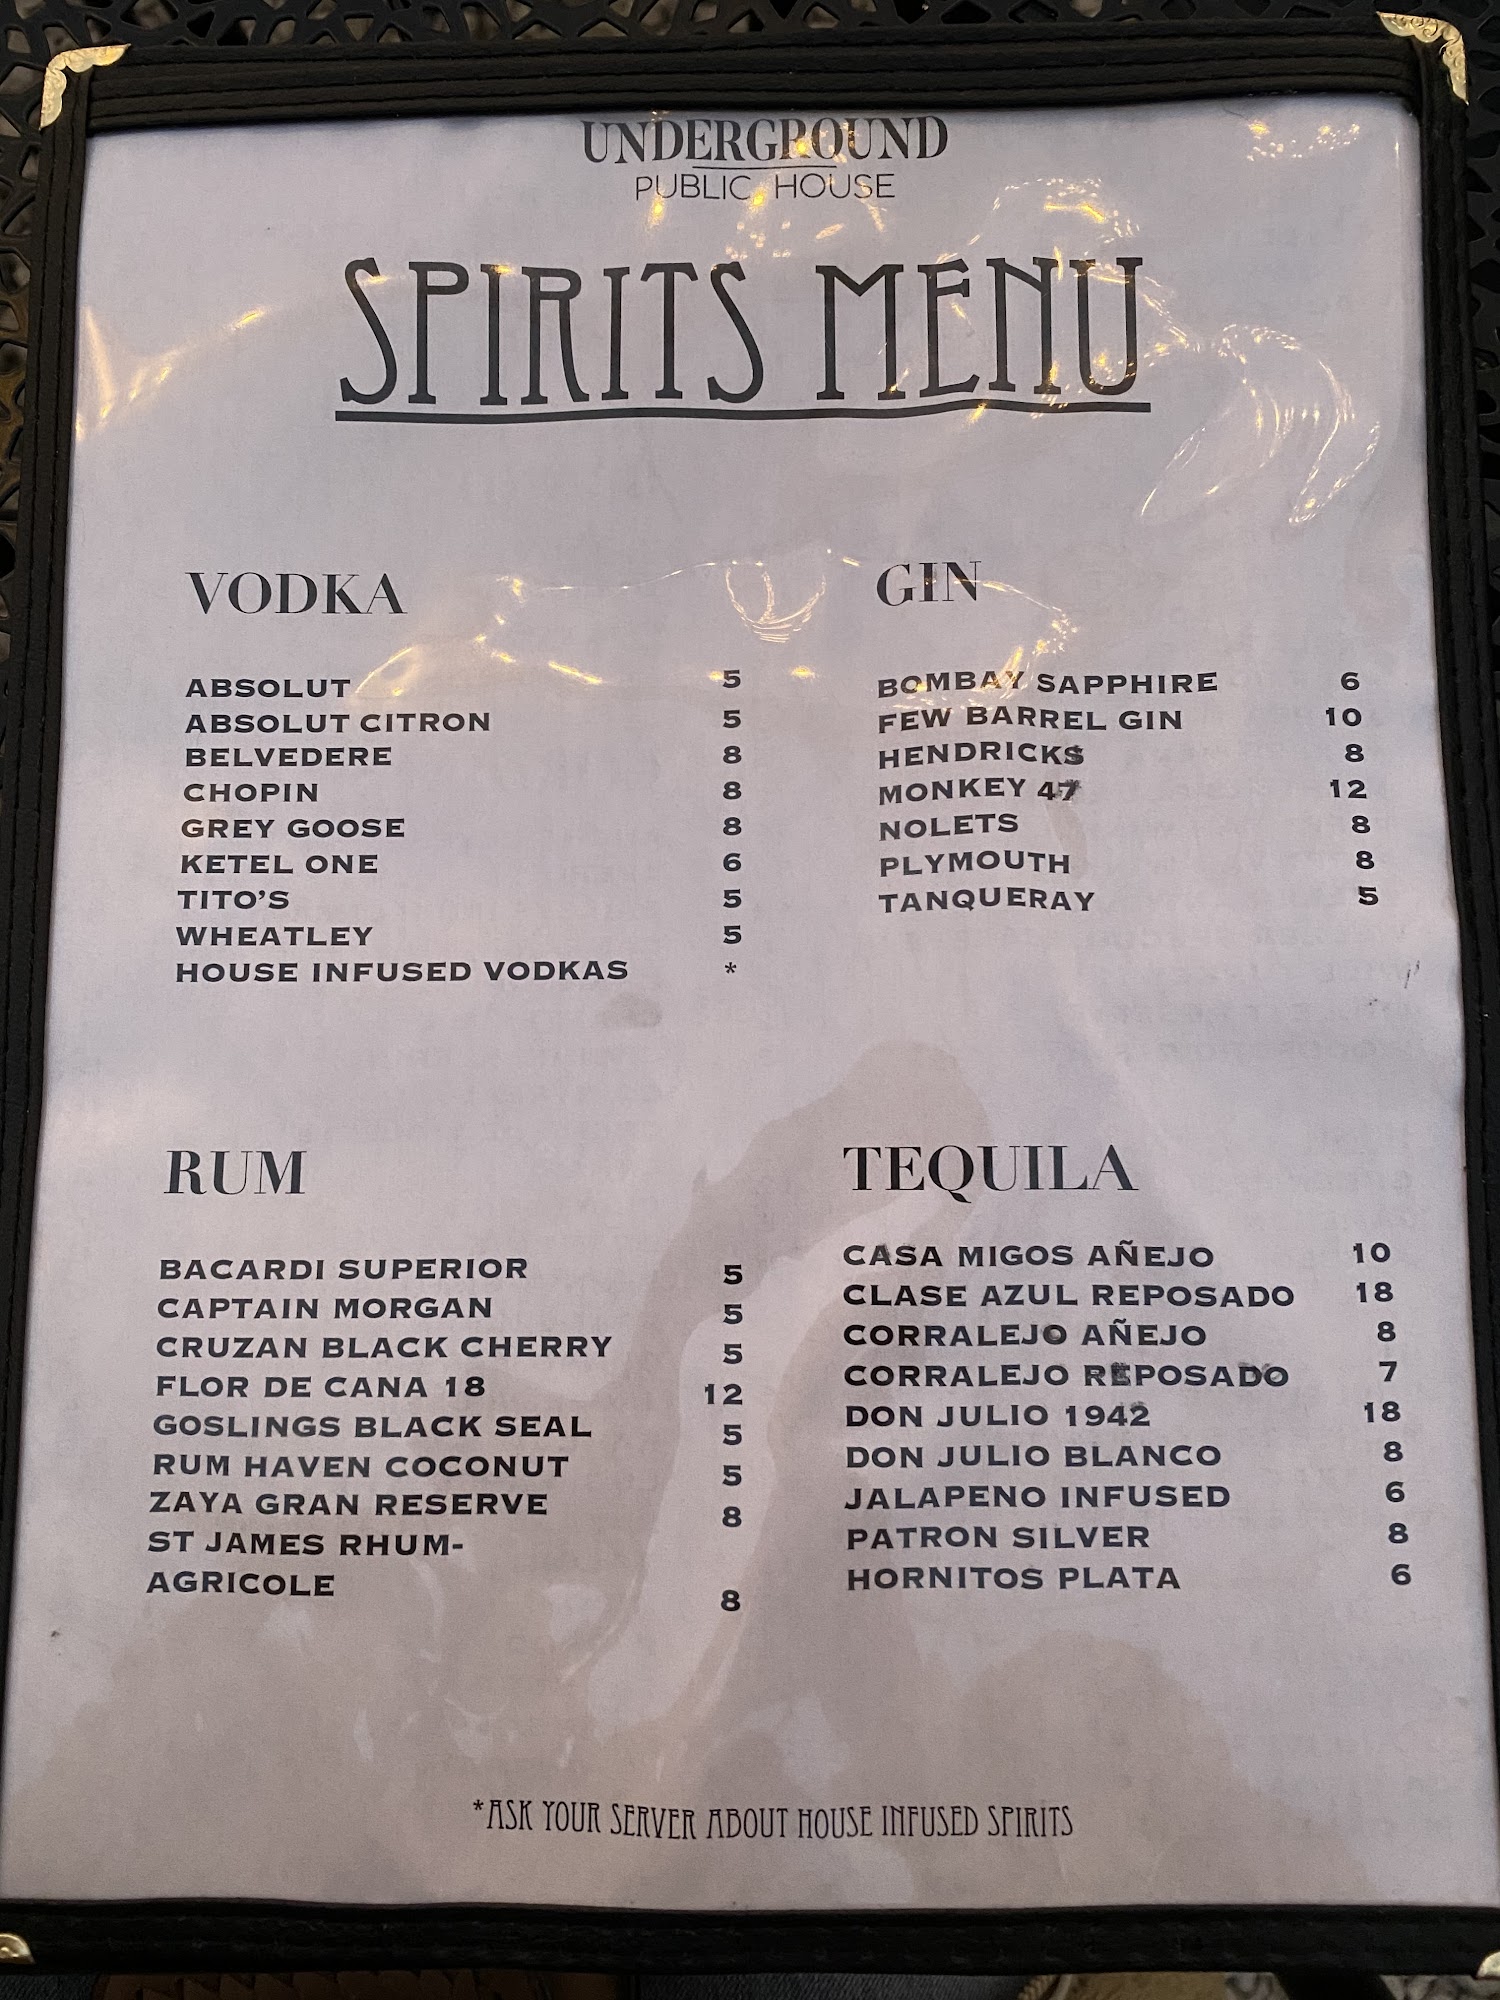 UNDERGROUND
PUBLIC HOUSE
SPIRITS MENU
VODKA
ABSOLUT 5
ABSOLUT CITRON 5
BELVEDERE 8
CHOPIN 8
GREY GOOSE 8
KETEL ONE 6
TITO'S 5
WHEATLEY 5
HOUSE INFUSED VODKAS *
GIN
BOMBAY SAPPHIRE 6
FEW BARREL GIN 10
HENDRICKS 8
MONKEY 47 12
NOLETS 8
PLYMOUTH 8
TANQUERAY 5
RUM
BACARDI SUPERIOR 5
CAPTAIN MORGAN 5
CRUZAN BLACK CHERRY 5
FLOR DE CANA 18 12
GOSLINGS BLACK SEAL 5
RUM HAVEN COCONUT 5
ZAYA GRAN RESERVE 8
ST JAMES RHUM-
AGRICOLE 8
TEQUILA
CASA MIGOS AÑEJO 10
CLASE AZUL REPOSADO 18
CORRALEJO AÑEJO 8
CORRALEJO REPOSADO 7
DON JULIO 1942 18
DON JULIO BLANCO 8
JALAPENO INFUSED 6
PATRON SILVER 8
HORNITOS PLATA 6
*ASK YOUR SERVER ABOUT HOUSE INFUSED SPIRITS